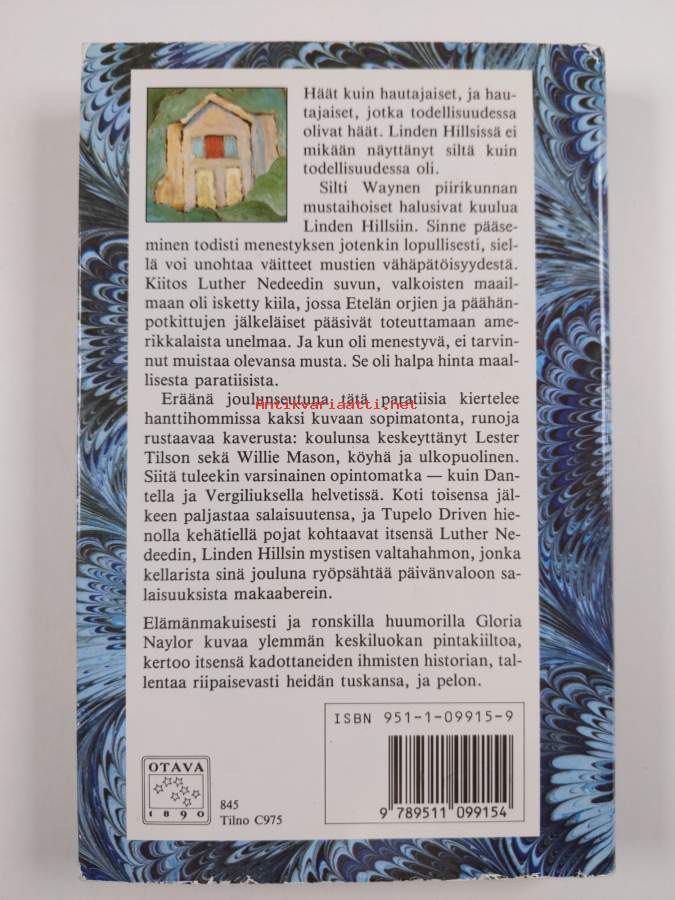 Häät kuin hautajaiset, ja hau-
tajaiset, jotka todellisuudessa
olivat häät. Linden Hillsissä ei
mikään näyttänyt siltä kuin
todellisuudessa oli.
Silti Waynen piirikunnan
mustaihoiset halusivat kuulua
Linden Hillsiin. Sinne pääse-
minen todisti menestyksen jotenkin lopullisesti, siel-
lä voi unohtaa väitteet mustien vähäpätöisyydestä.
Kiitos Luther Nedeedin suvun, valkoisten maail-
maan oli isketty kiila, jossa Etelän orjien ja päähän-
potkittujen jälkeläiset pääsivät toteuttamaan ame-
rikkalaista unelmaa. Ja kun oli menestyvä, ei tarvin-
nut muistaa olevansa musta. Se oli halpa hinta maal-
lisesta paratiisista.
Eräänä joulunseutuna tätä paratiisia kiertelee
Antikvariaatti.net
hanttihommissa kaksi kuvaan sopimatonta, runoja
rustaavaa kaverusta: koulunsa keskeyttänyt Lester
Tilson sekä Willie Mason, köyhä ja ulkopuolinen.
Siitä tuleekin varsinainen opintomatka — kuin Dan-
tella ja Vergiliuksella helvetissä. Koti toisensa jäl-
keen paljastaa salaisuutensa, ja Tupelo Driven hie-
nolla kehätiellä pojat kohtaavat itsensä Luther Ne-
deedin, Linden Hillsin mystisen valtahahmon, jonka
kellarista sinä jouluna ryöpsähtää päivänvaloon sa-
laisuuksista makaaberein.
Elämänmakuisesti ja ronskilla huumorilla Gloria
Naylor kuvaa ylemmän keskiluokan pintakiiltoa,
kertoo itsensä kadottaneiden ihmisten historian, tal-
lentaa riipaisevasti heidän tuskansa, ja pelon.
ISBN 951-1-09915-9
OTAVA
1890
845
Tilno C975
9 789511 099154